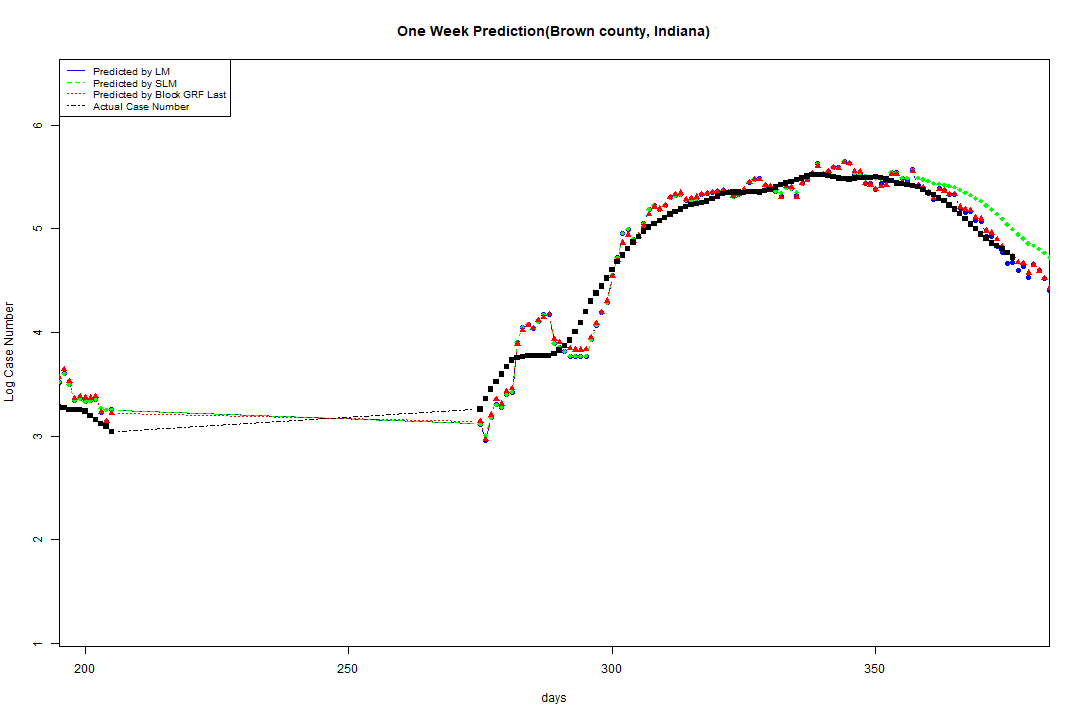 One Week Prediction(Brown county, Indiana)
Predicted by LM
Predicted by SLM
Predicted by Block GRF Last
Actual Case Number
6
5
4
3
2
1
Log Case Number
200 250 300 350
days